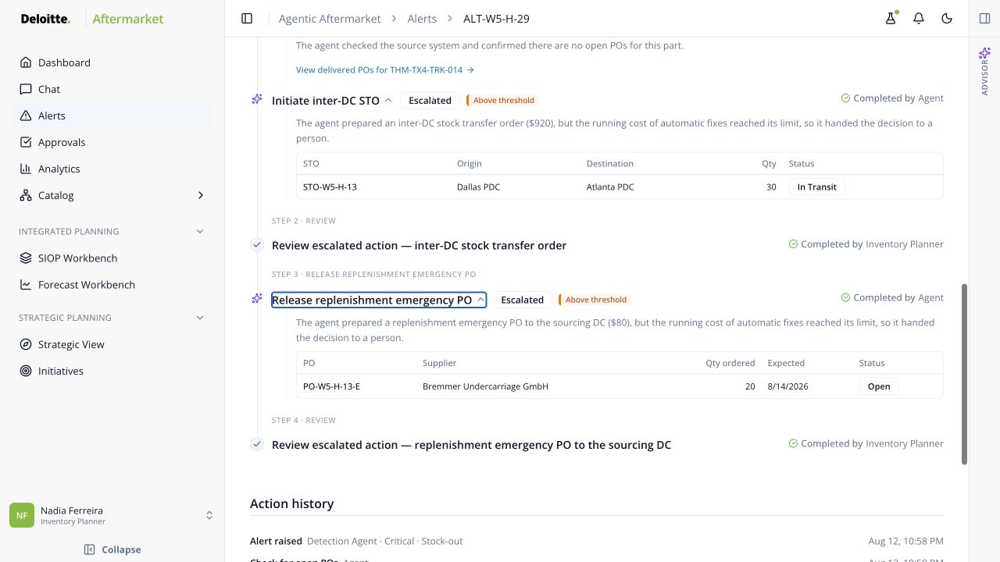 Deloitte. Aftermarket
Agentic Aftermarket > Alerts > ALT-W5-H-29
Dashboard
Chat
Alerts
Approvals
Analytics
Catalog
INTEGRATED PLANNING
SIOP Workbench
Forecast Workbench
STRATEGIC PLANNING
Strategic View
Initiatives
NF
Nadia Ferreira
Inventory Planner
Collapse
The agent checked the source system and confirmed there are no open POs for this part.
View delivered POs for THM-TX4-TRK-014 →
Initiate inter-DC STO Escalated Above threshold Completed by Agent
The agent prepared an inter-DC stock transfer order ($920), but the running cost of automatic fixes reached its limit, so it handed the decision to a
person.
STO Origin Destination Qty Status
STO-W5-H-13 Dallas PDC Atlanta PDC 30 In Transit
STEP 2 · REVIEW
Review escalated action — inter-DC stock transfer order Completed by Inventory Planner
STEP 3 · RELEASE REPLENISHMENT EMERGENCY PO
Release replenishment emergency PO Escalated Above threshold Completed by Agent
The agent prepared a replenishment emergency PO to the sourcing DC ($80), but the running cost of automatic fixes reached its limit, so it handed
the decision to a person.
PO Supplier Qty ordered Expected Status
PO-W5-H-13-E Bremmer Undercarriage GmbH 20 8/14/2026 Open
STEP 4 · REVIEW
Review escalated action — replenishment emergency PO to the sourcing DC Completed by Inventory Planner
Action history
Alert raised Detection Agent · Critical · Stock-out Aug 12, 10:58 PM
Check for open POs Agent Aug 12, 10:58 PM
ADVISOR